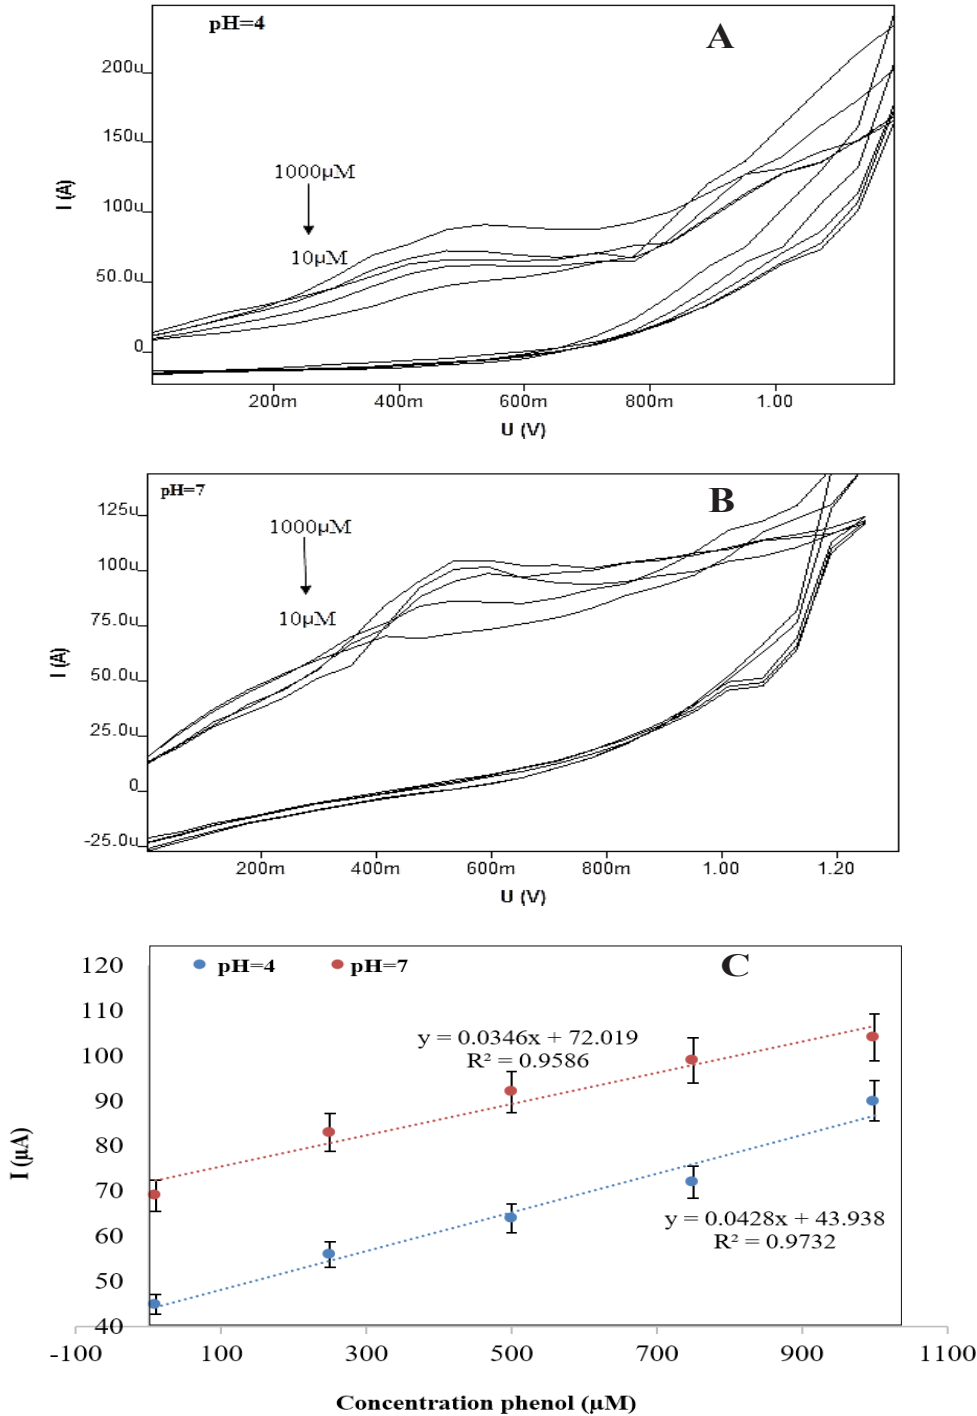 pH=4
A
200u
150u
1000μM
I (A)
100u
10μM
50.0u
0
200m 400m 600m 800m 1.00
U (V)
pH=7
B
125u
1000μM
100u
10μM
75.0u
I (A)
50.0u
25.0u
0
-25.0u
200m 400m 600m 800m 1.00 1.20
U (V)
120
pH=4 pH=7
C
110
y = 0.0346x + 72.019
R² = 0.9586
100
90
80
I (μA)
70
y = 0.0428x + 43.938
R² = 0.9732
60
50
40
-100 100 300 500 700 900 1100
Concentration phenol (μM)